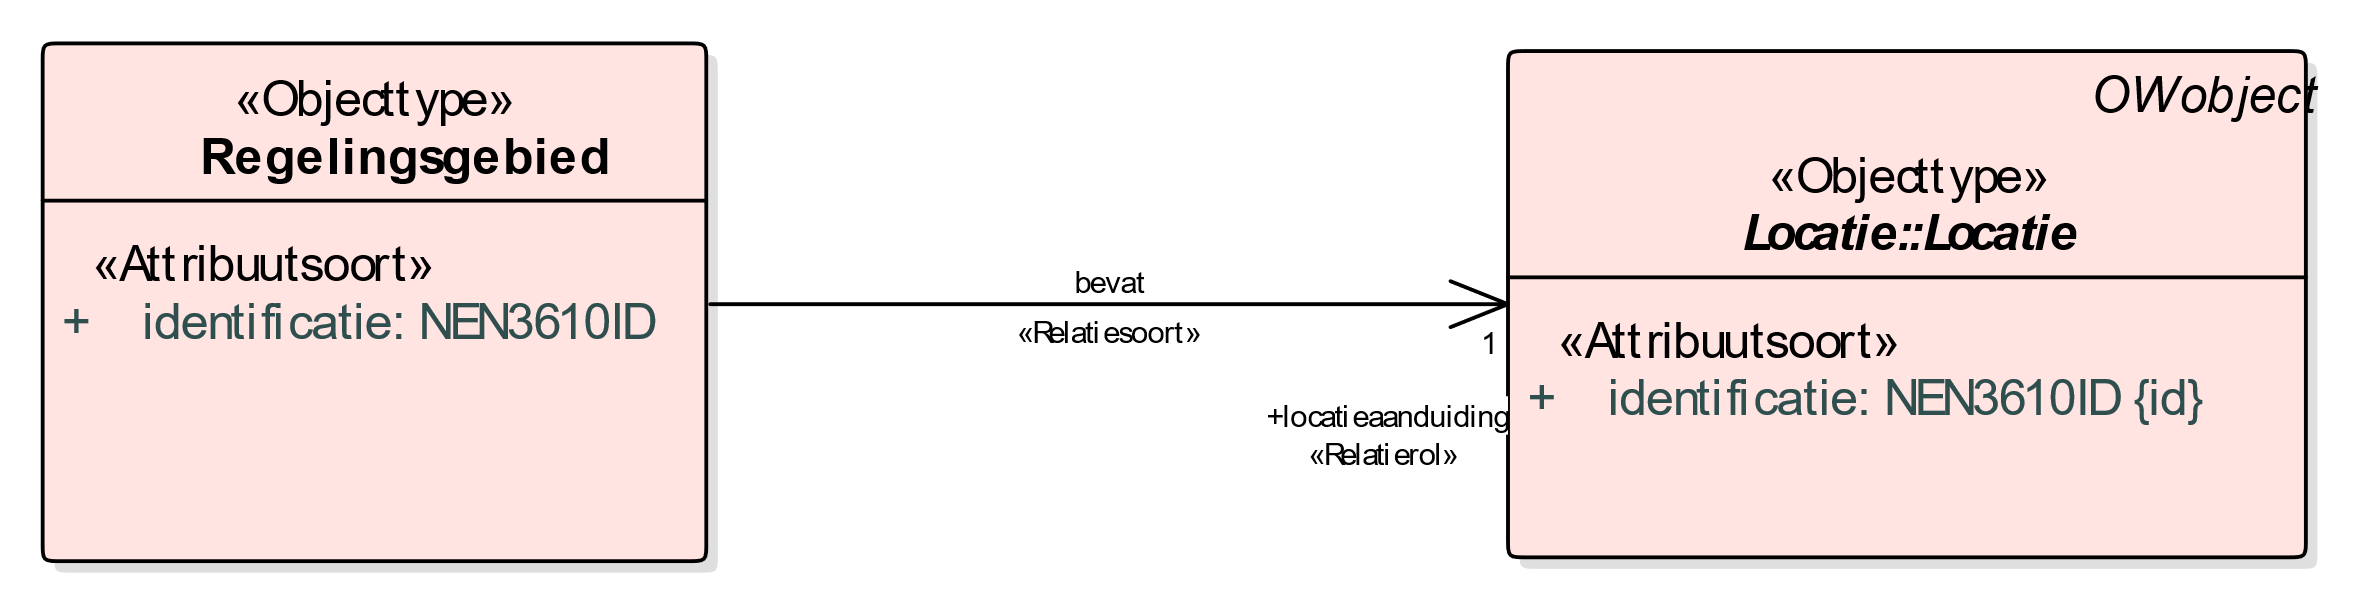 «Objecttype»
Regelingsgebied
«Attribuutsoort»
+ identificatie: NEN3610ID
bevat
«Relatiesoort»
1
+locatieaanduiding
«Relatierol»
OWobject
«Objecttype»
Locatie::Locatie
«Attribuutsoort»
+ identificatie: NEN3610ID {id}